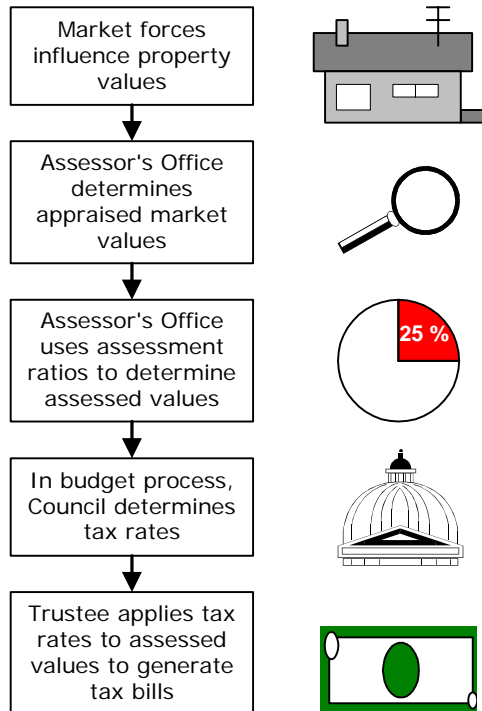 Market forces
influence property
values
Assessor's Office
determines
appraised market
values
Assessor's Office
uses assessment
ratios to determine
assessed values
25 %
In budget process,
Council determines
tax rates
Trustee applies tax
rates to assessed
values to generate
tax bills